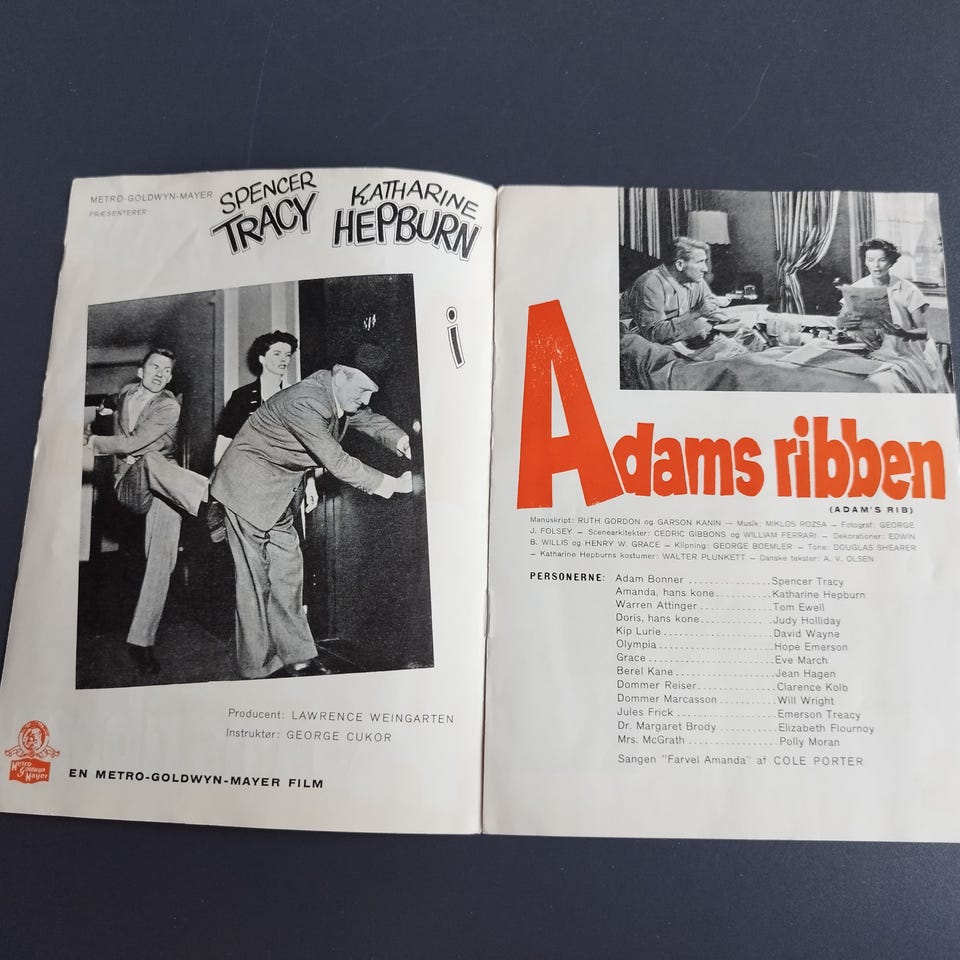 METRO-GOLDWYN-MAYER
PRÆSENTERER:
SPENCER
TRACY
KATHARINE
HEPBURN
i
Producent: LAWRENCE WEINGARTEN
Instruktør: GEORGE CUKOR
Metro
Goldwyn
Mayer
EN METRO-GOLDWYN-MAYER FILM
Adams ribben
(ADAM'S RIB)
Manuskript: RUTH GORDON og GARSON KANIN — Musik: MIKLOS ROZSA — Fotograf: GEORGE
J. FOLSEY — Scenearkitekter: CEDRIC GIBBONS og WILLIAM FERRARI — Dekorationer: EDWIN
B. WILLIS og HENRY W. GRACE — Klipning: GEORGE BOEMLER — Tone: DOUGLAS SHEARER
— Katharine Hepburns kostumer: WALTER PLUNKETT — Danske tekster: A. V. OLSEN
PERSONERNE:
Adam Bonner ............ Spencer Tracy
Amanda, hans kone .......... Katharine Hepburn
Warren Attinger ............ Tom Ewell
Doris, hans kone ............ Judy Holliday
Kip Lurie .................. David Wayne
Olympia .................. Hope Emerson
Grace .................... Eve March
Berel Kane ................ Jean Hagen
Dommer Reiser ............ Clarence Kolb
Dommer Marcasson .......... Will Wright
Jules Frick ................ Emerson Treacy
Dr. Margaret Brody .......... Elizabeth Flournoy
Mrs. McGrath .............. Polly Moran
Sangen "Farvel Amanda" af COLE PORTER